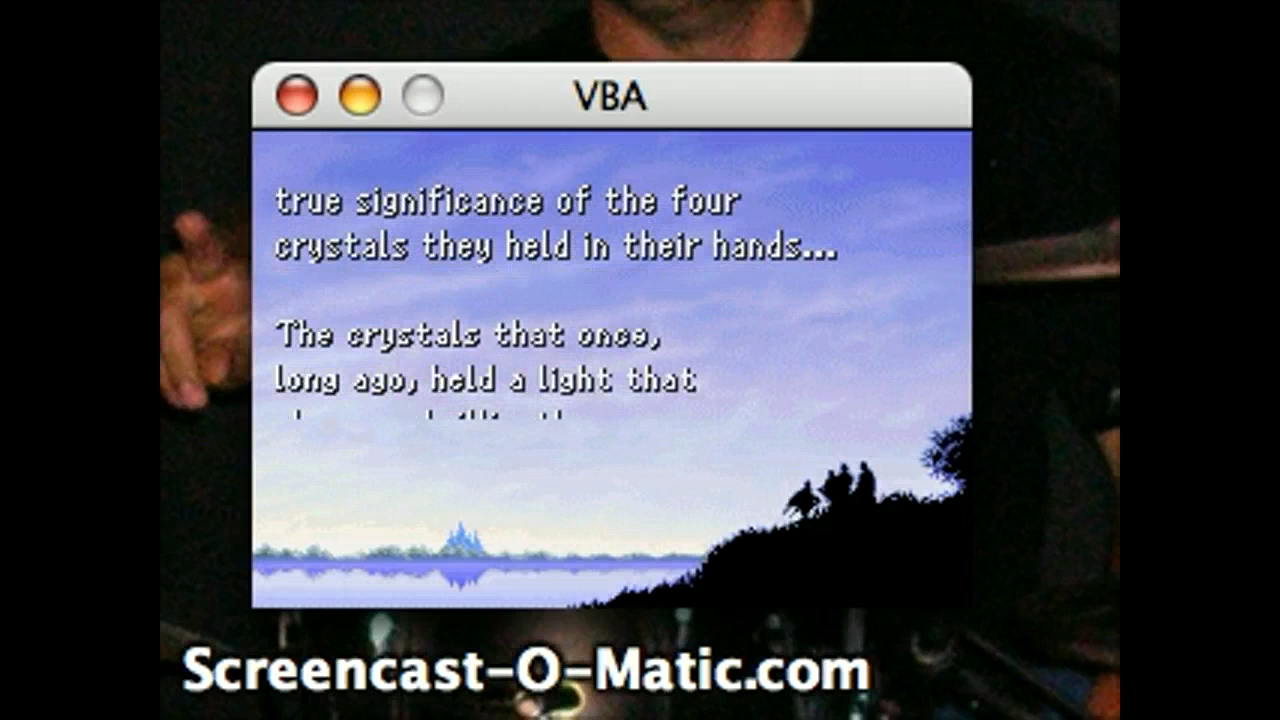 VBA
true significance of the four
crystals they held in their hands...
The crystals that once,
long ago, held a light that
Screencast-O-Matic.com